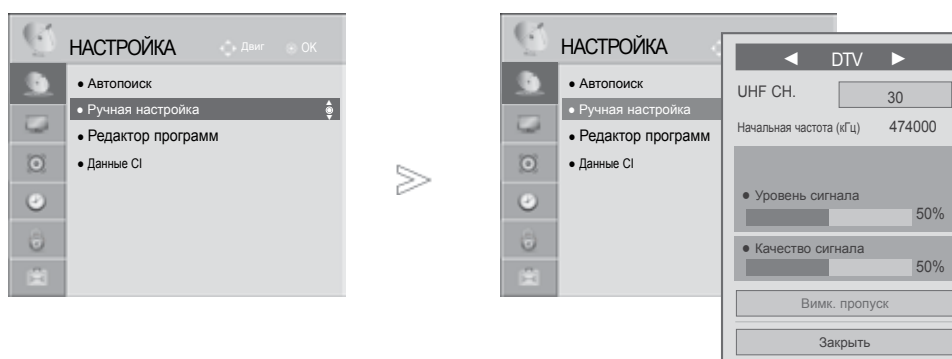 НАСТРОЙКА
Двиг
OK
● Автопоиск
● Ручная настройка
● Редактор программ
● Данные CI
НАСТРОЙКА
● Автопоиск
● Ручная настройка
● Редактор программ
● Данные CI
◄ DTV ►
UHF CH. 30
Начальная частота (кГц) 474000
● Уровень сигнала
50%
● Качество сигнала
50%
Вимк. пропуск
Закрыть